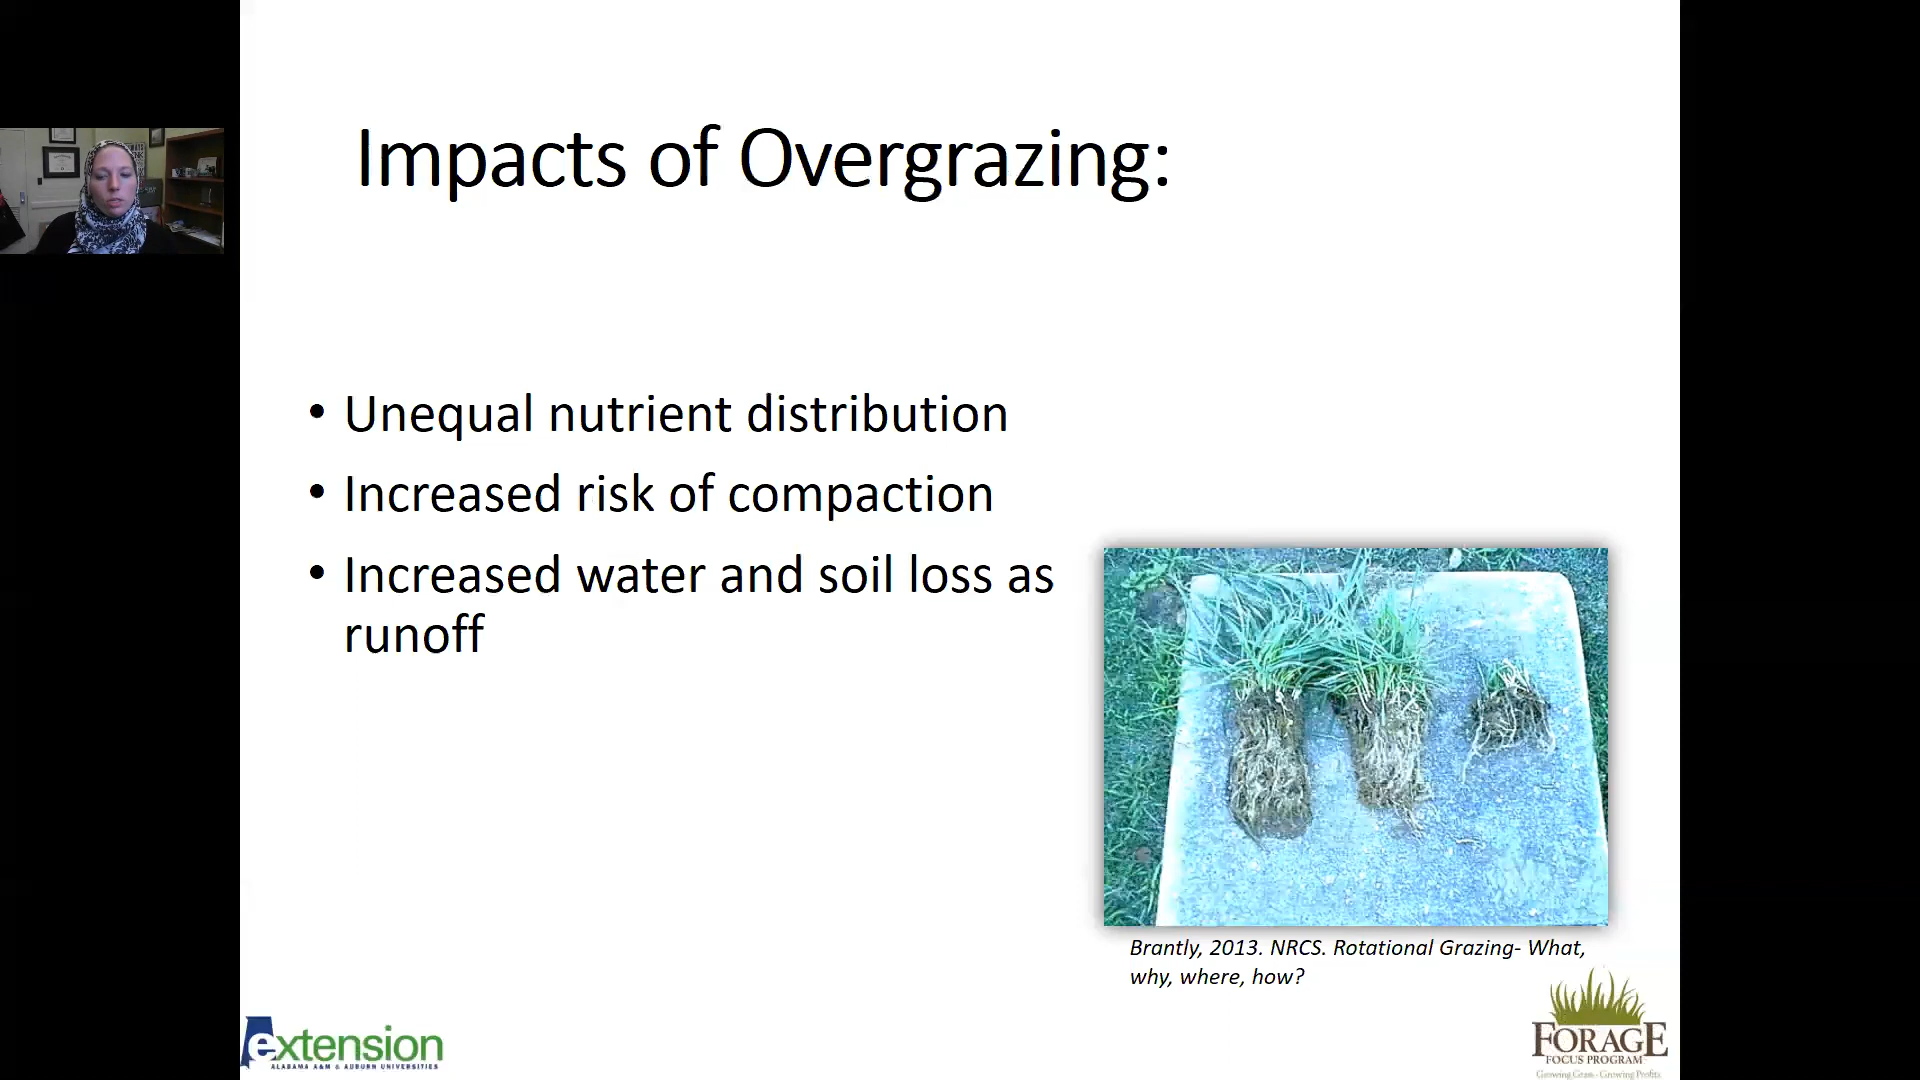 Impacts of Overgrazing:
• Unequal nutrient distribution
• Increased risk of compaction
• Increased water and soil loss as
runoff
Brantly, 2013. NRCS. Rotational Grazing- What,
why, where, how?
extension
ALABAMA A&M & AUBURN UNIVERSITIES
FORAGE
FOCUS PROGRAM
Growing Grass - Growing Profits